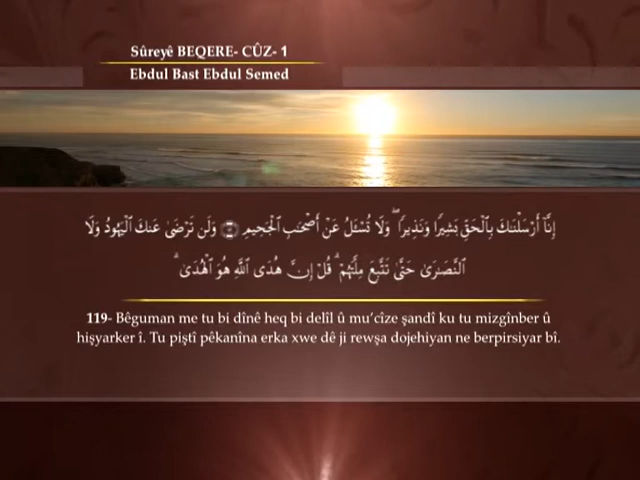 Sûreyê BEQERE- CÛZ- 1
Ebdul Bast Ebdul Semed
إِنَّآ أَرْسَلْنَٰكَ بِٱلْحَقِّ بَشِيرًا وَنَذِيرًا ۖ وَلَا تُسْـَٔلُ عَنْ أَصْحَٰبِ ٱلْجَحِيمِ ۝ وَلَن تَرْضَىٰ عَنكَ ٱلْيَهُودُ وَلَا
ٱلنَّصَٰرَىٰ حَتَّىٰ تَتَّبِعَ مِلَّتَهُمْ ۗ قُلْ إِنَّ هُدَى ٱللَّهِ هُوَ ٱلْهُدَىٰ ۗ
119- Bêguman me tu bi dînê heq bi delîl û mu’cîze şandî ku tu mizgînber û
hişyarker î. Tu piştî pêkanîna erka xwe dê ji rewşa dojehiyan ne berpirsiyar bî.